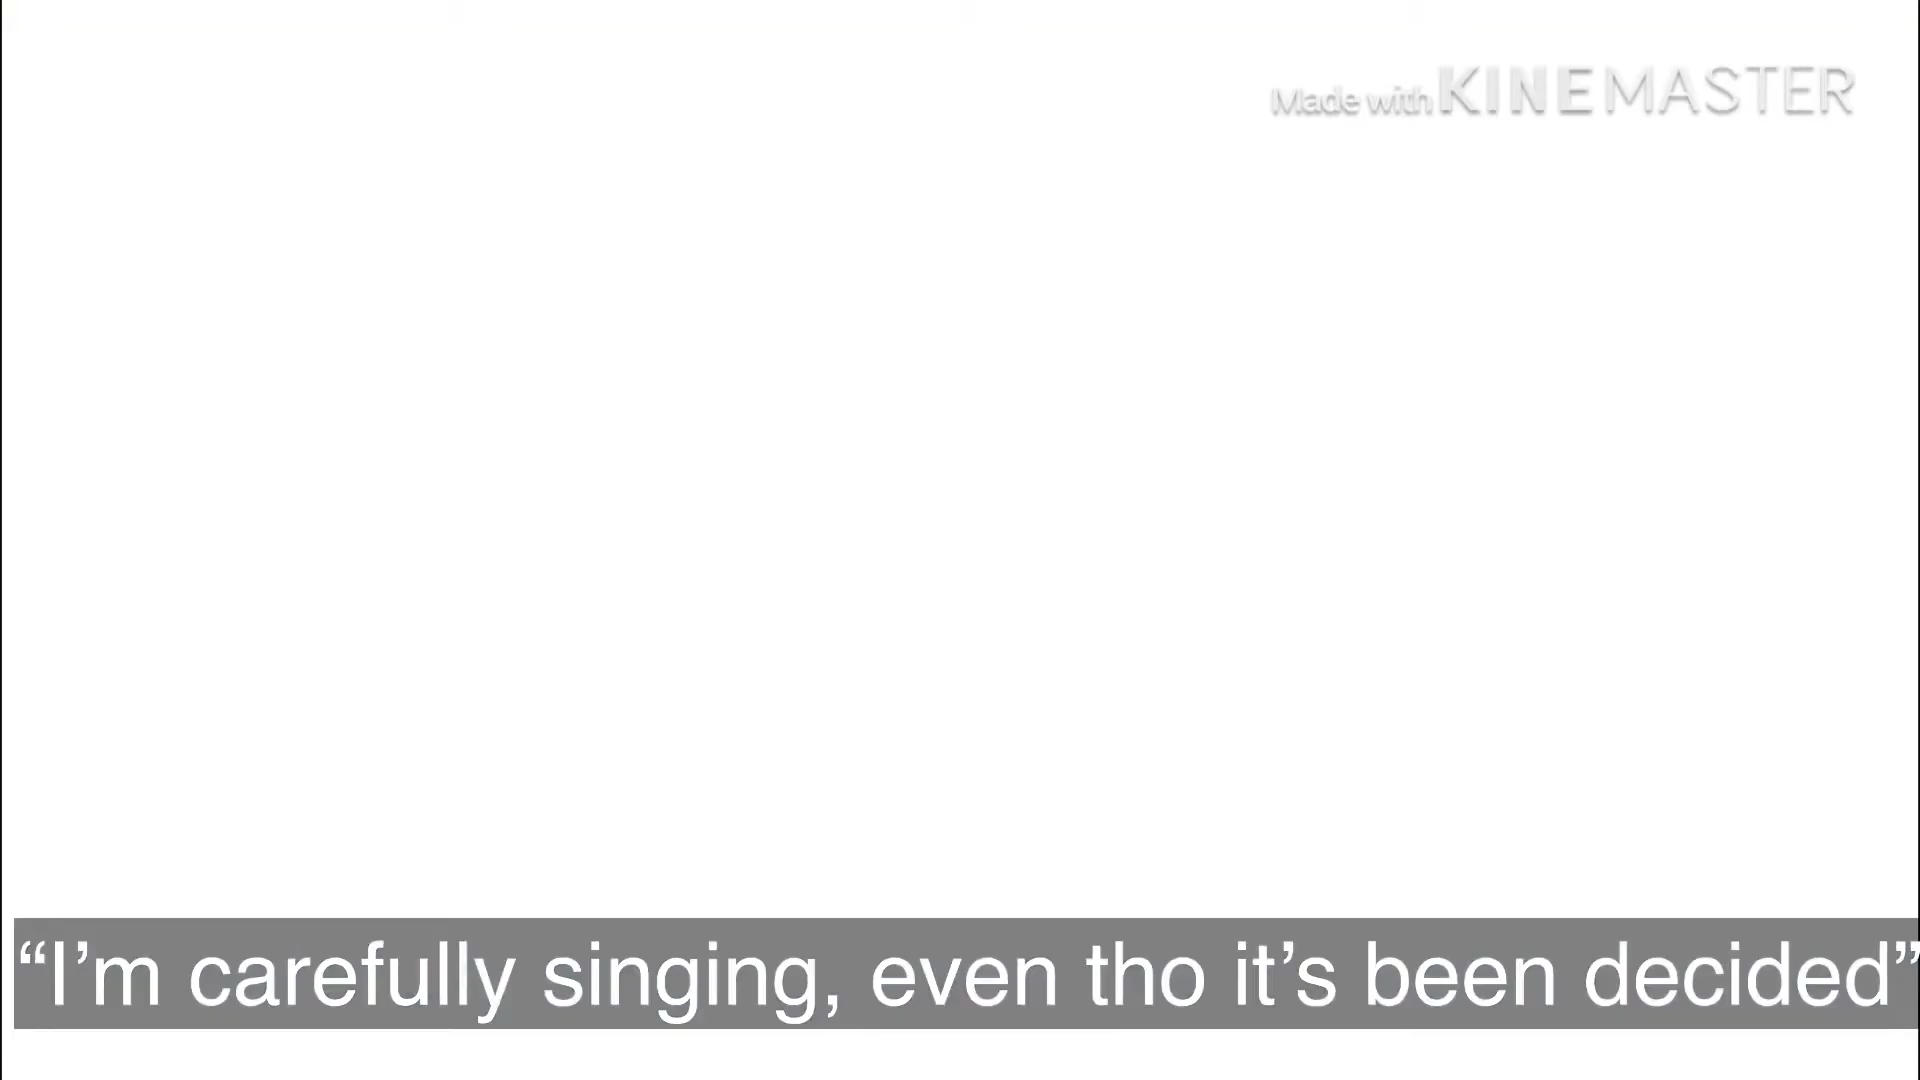 Made with KINEMASTER
“I’m carefully singing, even tho it’s been decided”